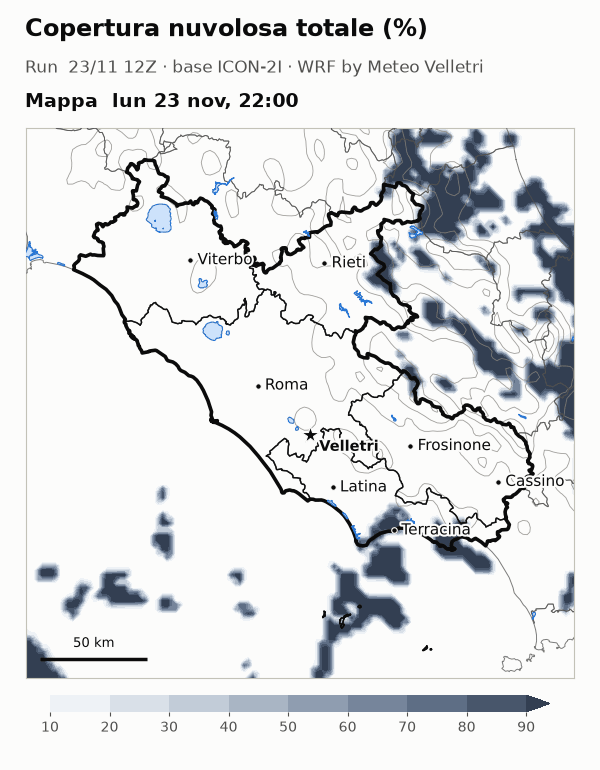 Copertura nuvolosa totale (%)
Run  23/11 12Z · base ICON-2I · WRF by Meteo Velletri
Mappa  lun 23 nov, 22:00
Viterbo
Rieti
Roma
Velletri
Frosinone
Cassino
Latina
Terracina
50 km
10 20 30 40 50 60 70 80 90